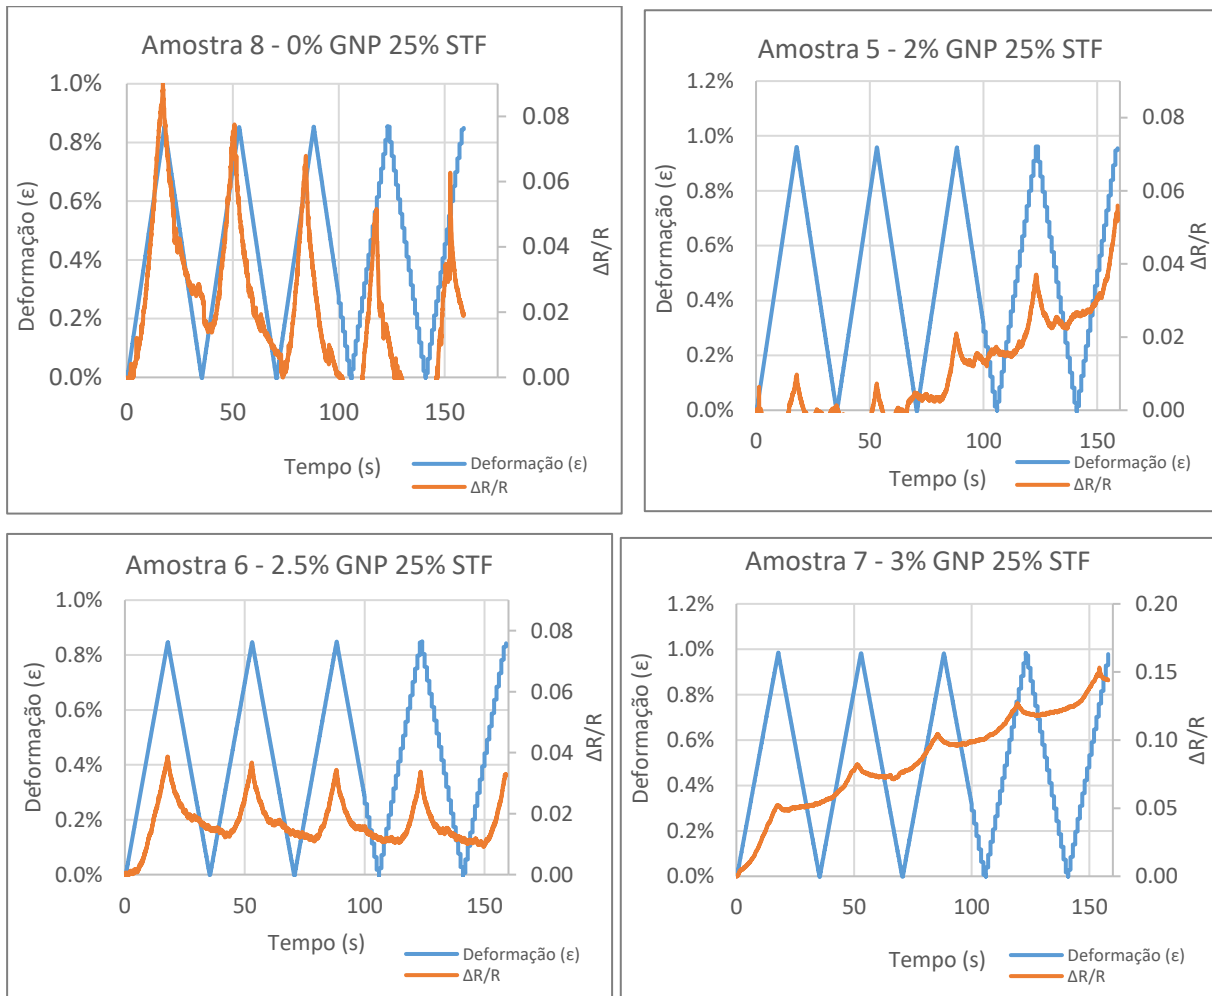 Amostra 8 - 0% GNP 25% STF
1.0%
0.8%
0.6%
0.4%
0.2%
0.0%
0.08
0.06
0.04
0.02
0.00
0 50 100 150
Deformação (ε)
ΔR/R
Tempo (s)
Deformação (ε)
ΔR/R
Amostra 5 - 2% GNP 25% STF
1.2%
1.0%
0.8%
0.6%
0.4%
0.2%
0.0%
0.08
0.06
0.04
0.02
0.00
0 50 100 150
Deformação (ε)
ΔR/R
Tempo (s)
Deformação (ε)
ΔR/R
Amostra 6 - 2.5% GNP 25% STF
1.0%
0.8%
0.6%
0.4%
0.2%
0.0%
0.08
0.06
0.04
0.02
0.00
0 50 100 150
Deformação (ε)
ΔR/R
Tempo (s)
Deformação (ε)
ΔR/R
Amostra 7 - 3% GNP 25% STF
1.2%
1.0%
0.8%
0.6%
0.4%
0.2%
0.0%
0.20
0.15
0.10
0.05
0.00
0 50 100 150
Deformação (ε)
ΔR/R
Tempo (s)
Deformação (ε)
ΔR/R